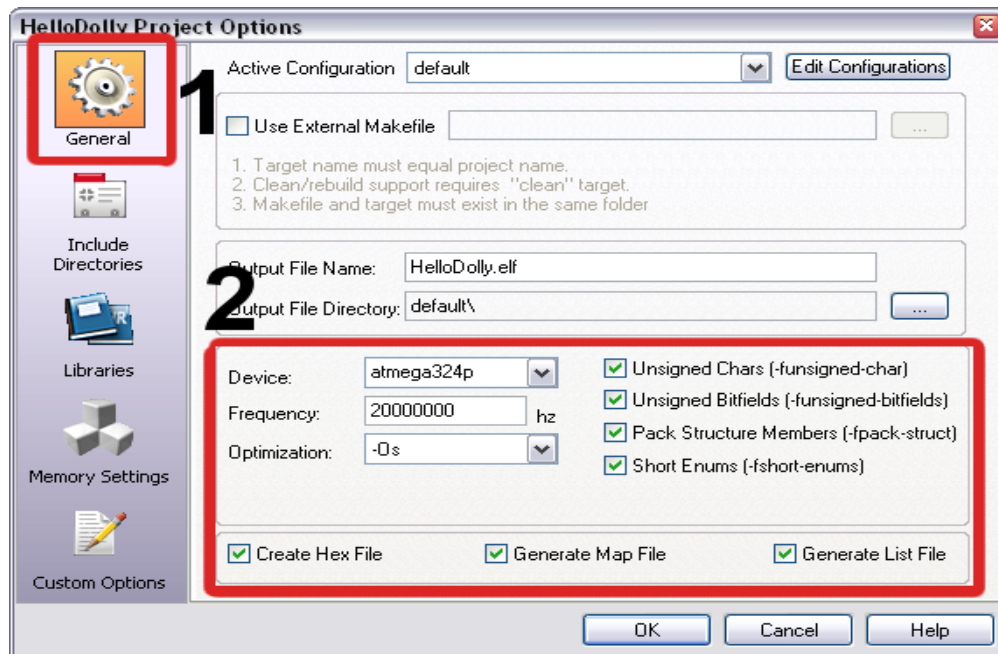 HelloDolly Project Options
1
General
Include
Directories
Libraries
Memory Settings
Custom Options
Active Configuration default Edit Configurations
Use External Makefile ...
1. Target name must equal project name.
2. Clean/rebuild support requires "clean" target.
3. Makefile and target must exist in the same folder
2
Output File Name: HelloDolly.elf
Output File Directory: default\ ...
Device: atmega324p
Frequency: 20000000 hz
Optimization: -Os
Unsigned Chars (-funsigned-char)
Unsigned Bitfields (-funsigned-bitfields)
Pack Structure Members (-fpack-struct)
Short Enums (-fshort-enums)
Create Hex File Generate Map File Generate List File
OK Cancel Help